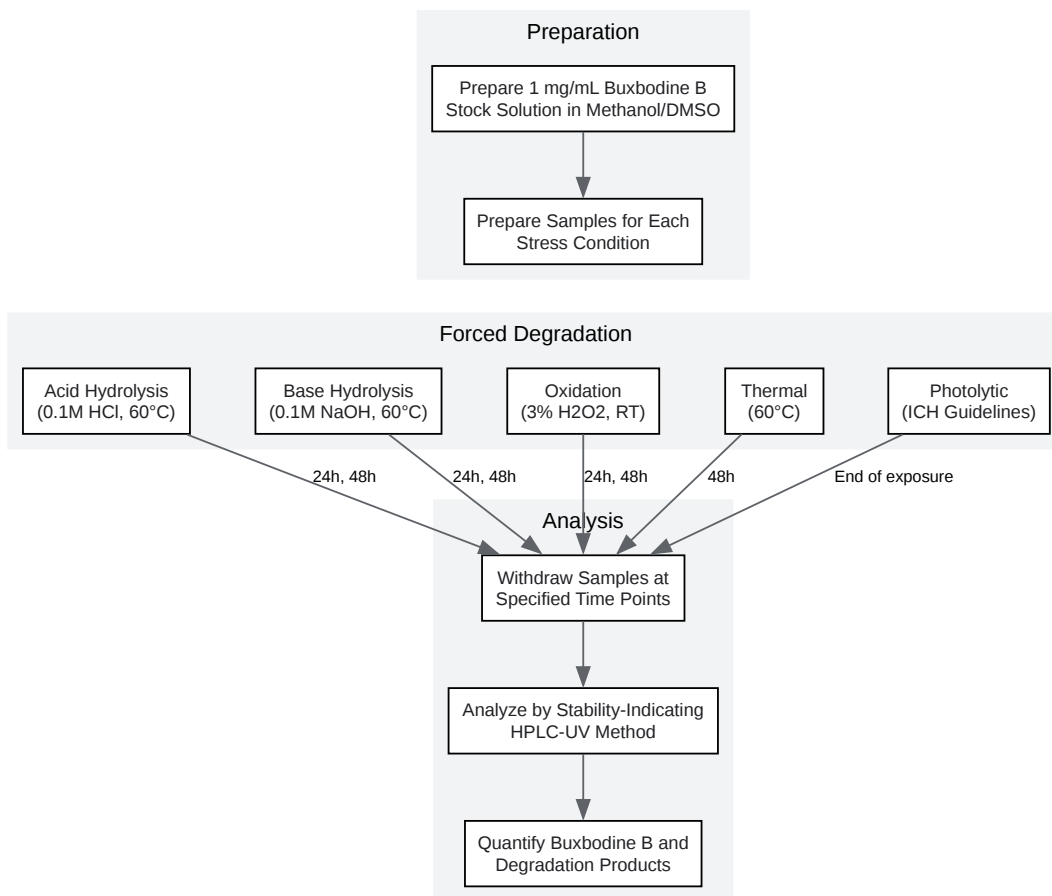 Preparation
Prepare 1 mg/mL Buxbodine B
Stock Solution in Methanol/DMSO
Prepare Samples for Each
Stress Condition
Forced Degradation
Acid Hydrolysis
(0.1M HCl, 60°C)
Base Hydrolysis
(0.1M NaOH, 60°C)
Oxidation
(3% H2O2, RT)
Thermal
(60°C)
Photolytic
(ICH Guidelines)
24h, 48h
24h, 48h
24h, 48h
48h
End of exposure
Analysis
Withdraw Samples at
Specified Time Points
Analyze by Stability-Indicating
HPLC-UV Method
Quantify Buxbodine B and
Degradation Products